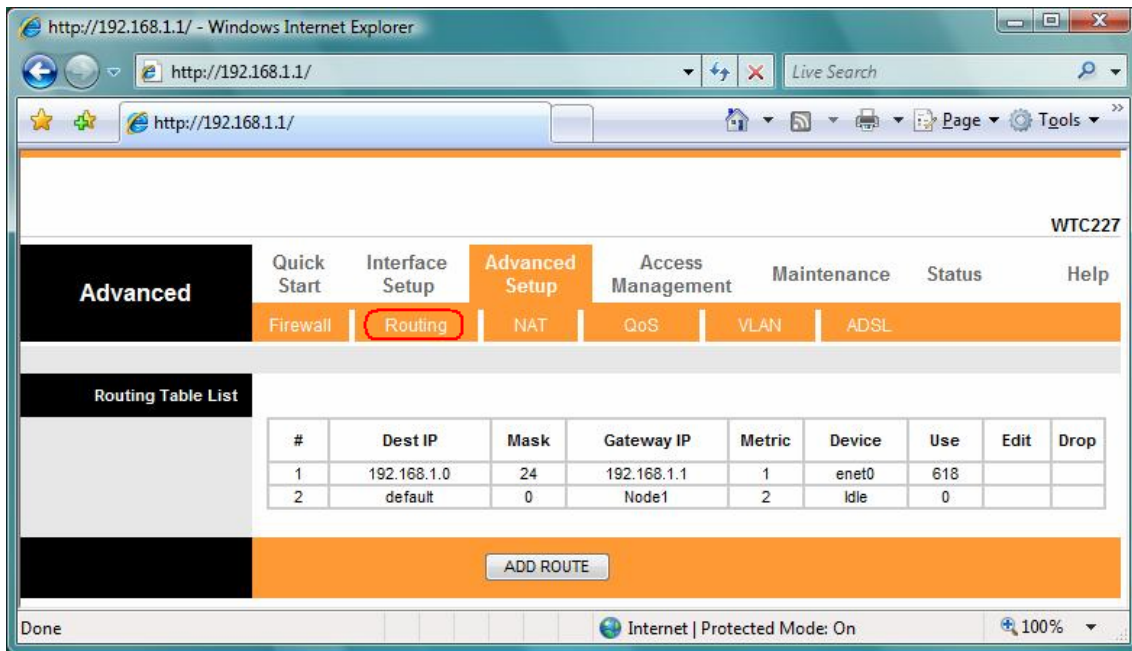 http://192.168.1.1/ - Windows Internet Explorer
http://192.168.1.1/ Live Search
http://192.168.1.1/ Page Tools »
WTC227
Advanced
Quick Start Interface Setup Advanced Setup Access Management Maintenance Status Help
Firewall Routing NAT QoS VLAN ADSL
Routing Table List
# Dest IP Mask Gateway IP Metric Device Use Edit Drop
1 192.168.1.0 24 192.168.1.1 1 enet0 618
2 default 0 Node1 2 Idle 0
ADD ROUTE
Done Internet | Protected Mode: On 100%